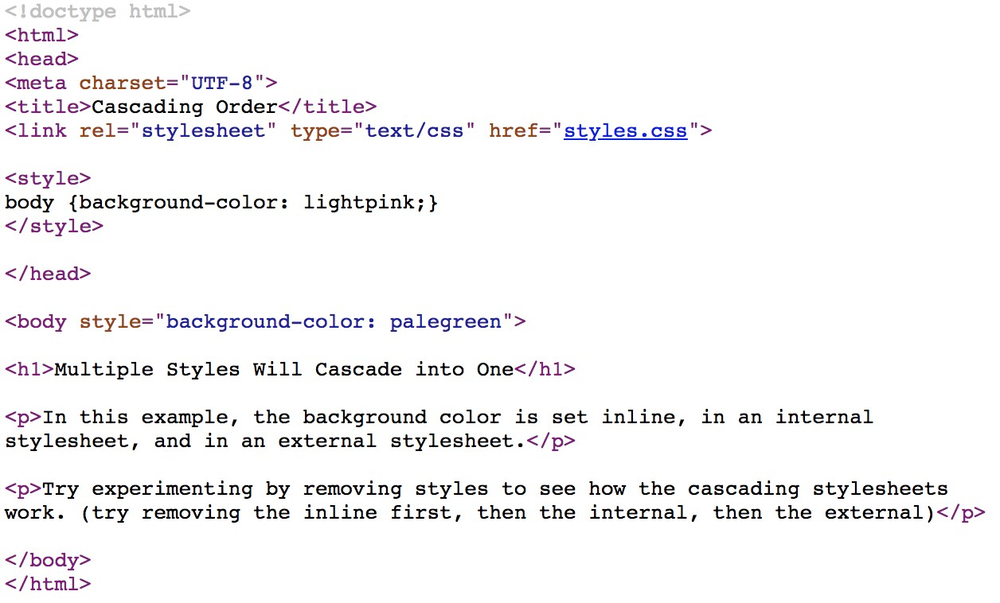 <!doctype html>
<html>
<head>
<meta charset="UTF-8">
<title>Cascading Order</title>
<link rel="stylesheet" type="text/css" href="styles.css">
<style>
body {background-color: lightpink;}
</style>
</head>
<body style="background-color: palegreen">
<h1>Multiple Styles Will Cascade into One</h1>
<p>In this example, the background color is set inline, in an internal
stylesheet, and in an external stylesheet.</p>
<p>Try experimenting by removing styles to see how the cascading stylesheets
work. (try removing the inline first, then the internal, then the external)</p>
</body>
</html>